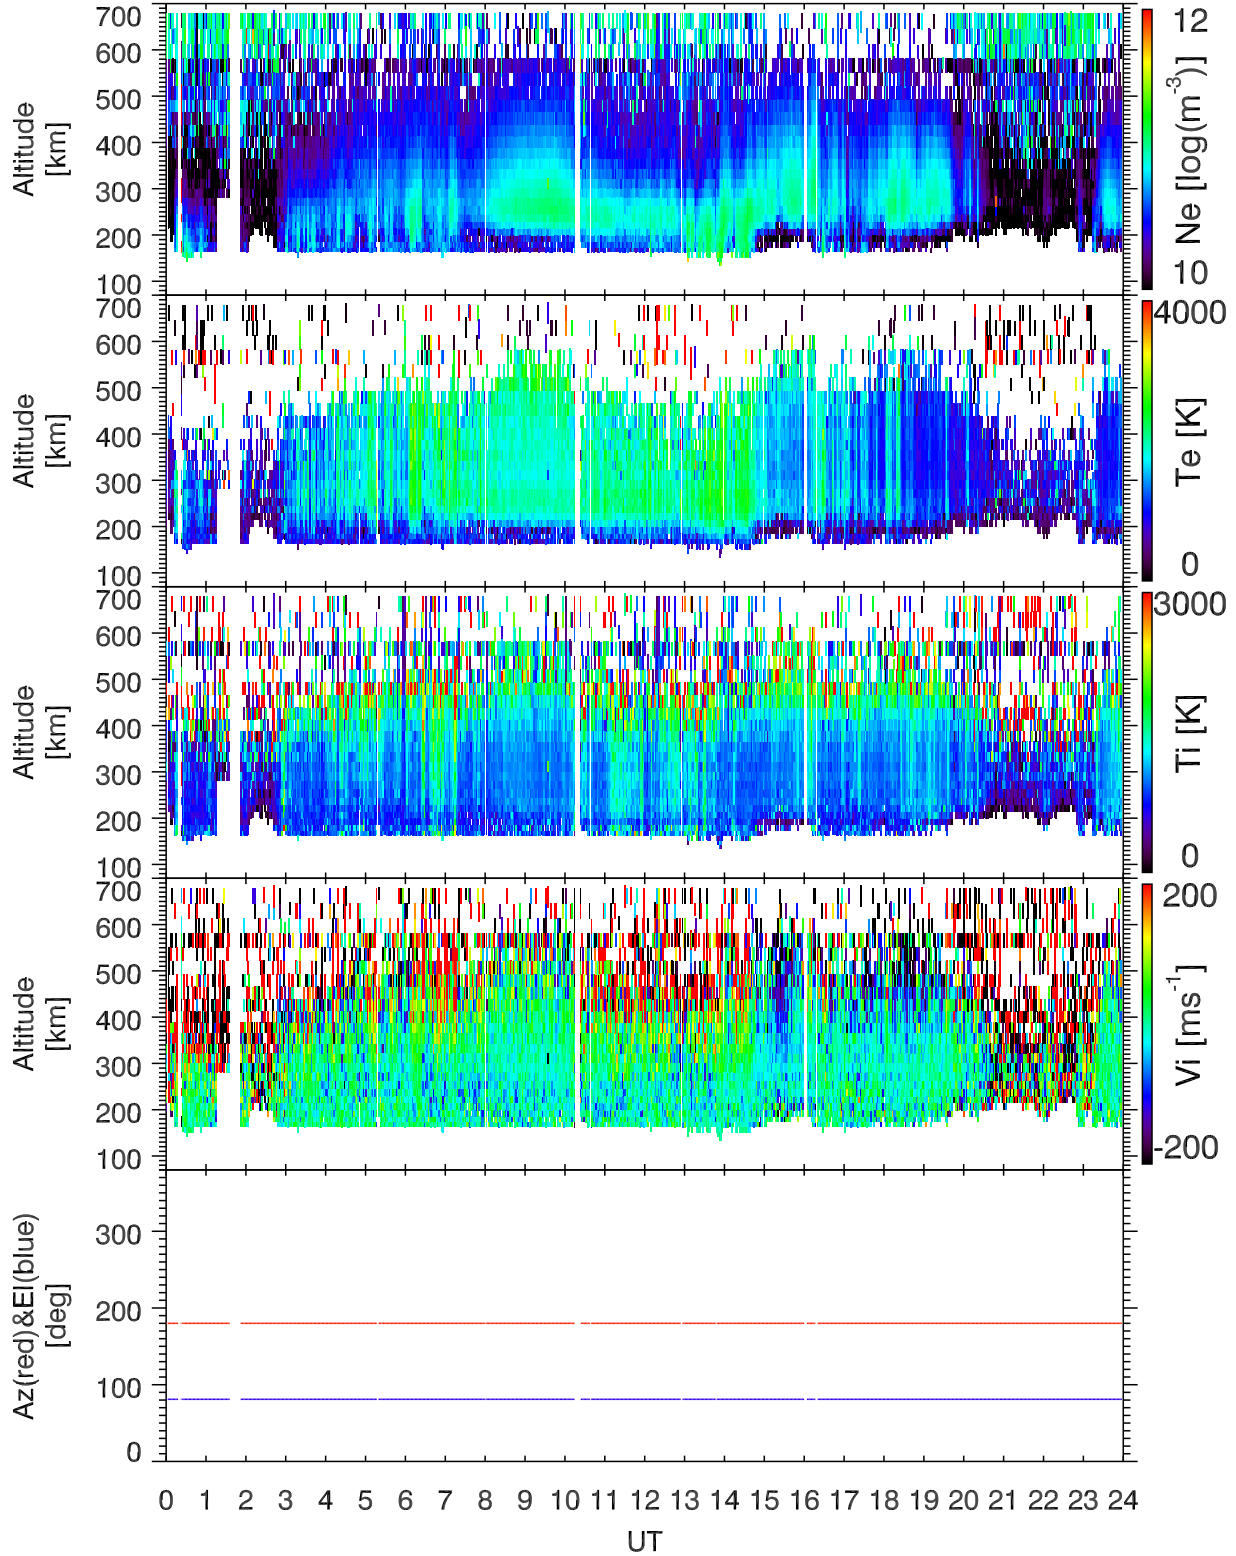 700
600
500
400
300
200
100
Altitude
[km]
12
10
Ne [log(m⁻³)]
700
600
500
400
300
200
100
Altitude
[km]
4000
0
Te [K]
700
600
500
400
300
200
100
Altitude
[km]
3000
0
Ti [K]
700
600
500
400
300
200
100
Altitude
[km]
200
-200
Vi [ms⁻¹]
300
200
100
0
Az(red)&El(blue)
[deg]
0 1 2 3 4 5 6 7 8 9 10 11 12 13 14 15 16 17 18 19 20 21 22 23 24
UT